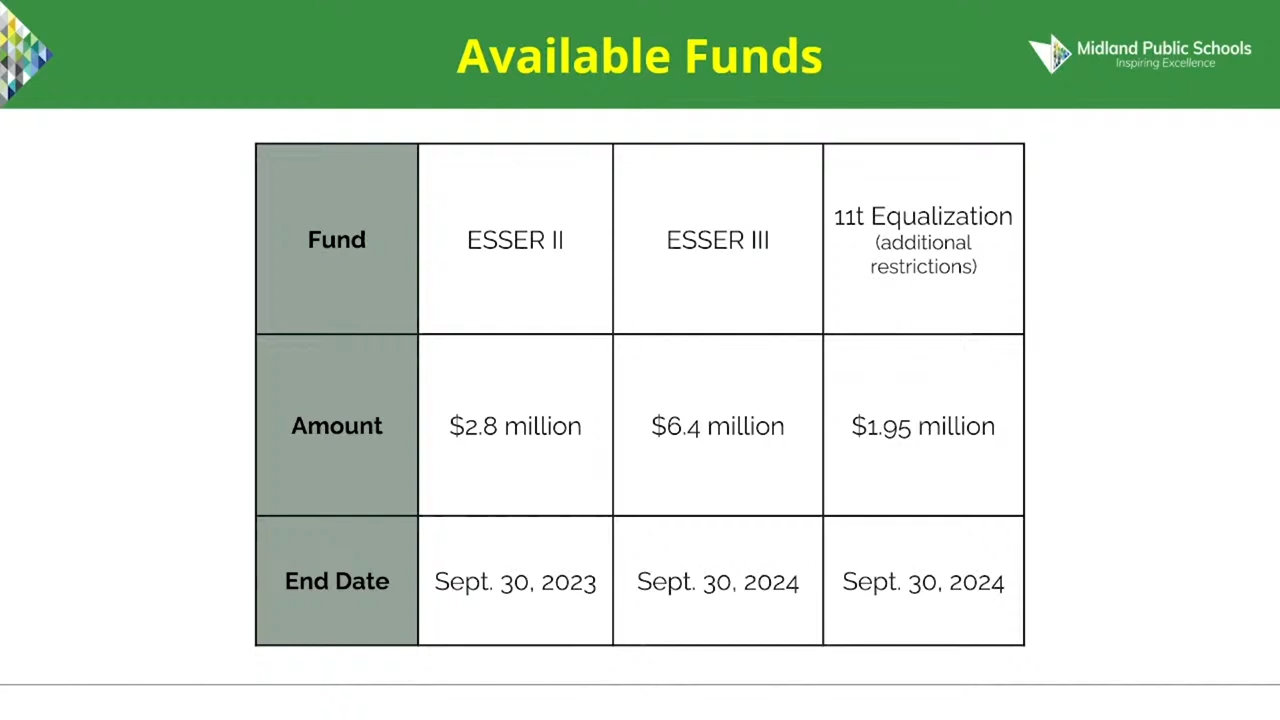 Available Funds
Midland Public Schools
Inspiring Excellence
Fund
ESSER II
ESSER III
11t Equalization
(additional
restrictions)
Amount
$2.8 million
$6.4 million
$1.95 million
End Date
Sept. 30, 2023
Sept. 30, 2024
Sept. 30, 2024